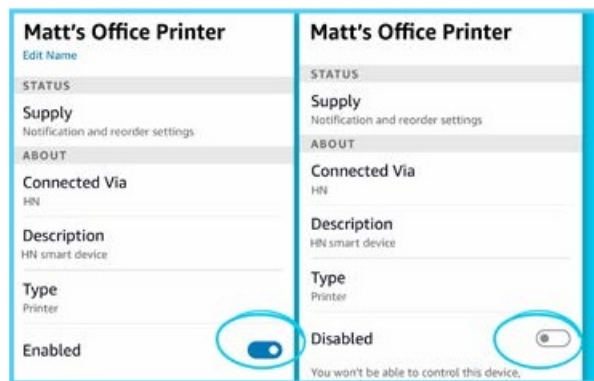 Matt's Office Printer
Edit Name
STATUS
Supply
Notification and reorder settings
ABOUT
Connected Via
HN
Description
HN smart device
Type
Printer
Enabled
Matt's Office Printer
STATUS
Supply
Notification and reorder settings
ABOUT
Connected Via
HN
Description
HN smart device
Type
Printer
Disabled
You won't be able to control this device,